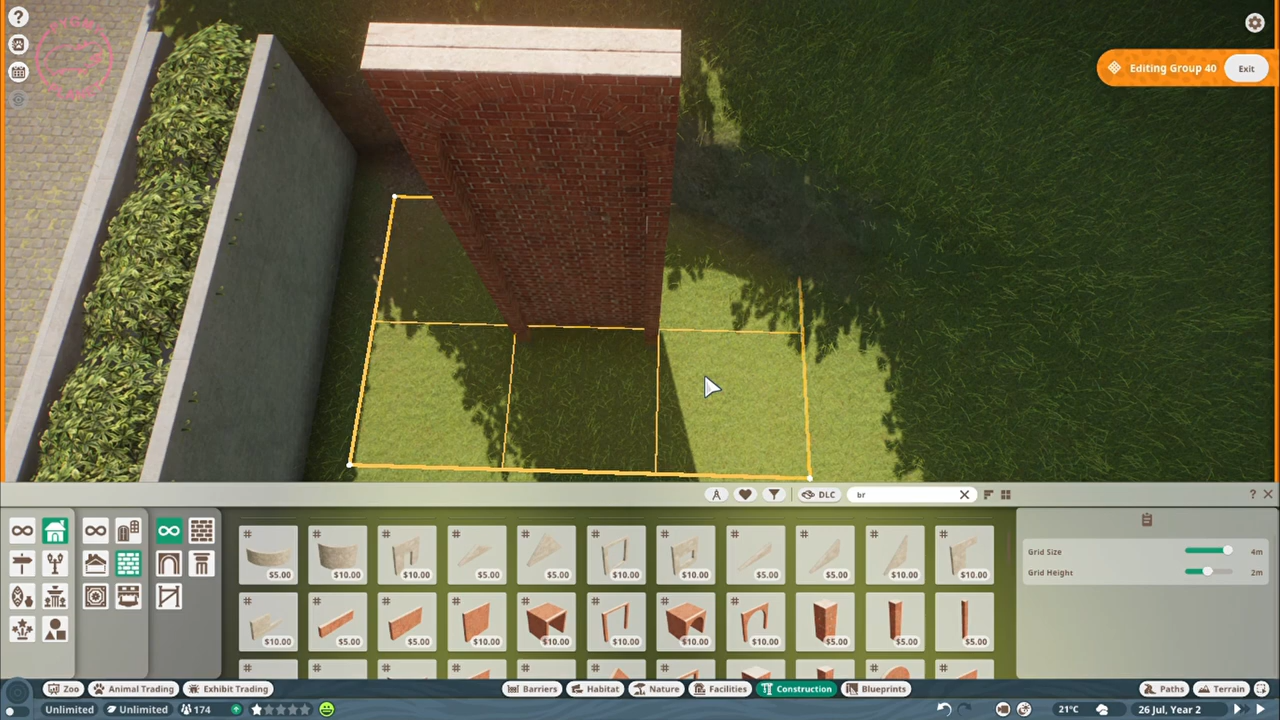 ?
Editing Group 40
Exit
DLC
br
?
$5.00
$10.00
$10.00
$5.00
$5.00
$10.00
$10.00
$5.00
$5.00
$10.00
$10.00
Grid Size
4m
Grid Height
2m
$10.00
$5.00
$5.00
$10.00
$10.00
$10.00
$10.00
$10.00
$5.00
$5.00
$5.00
Zoo
Animal Trading
Exhibit Trading
Barriers
Habitat
Nature
Facilities
Construction
Blueprints
Paths
Terrain
Unlimited
Unlimited
174
21°C
26 Jul, Year 2